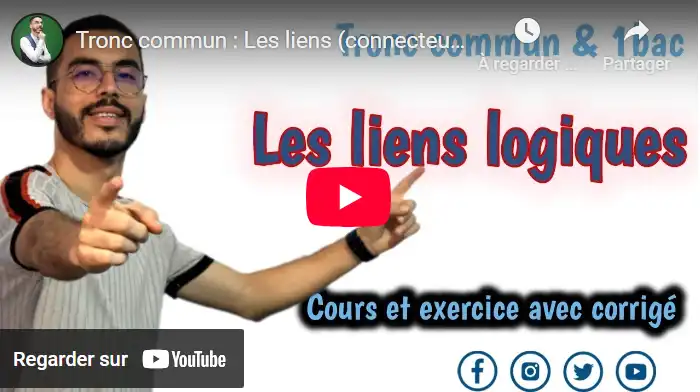 Tronc commun : Les liens (connecteu...
Tronc commun & 1bac
À regarder ...
Partager
Les liens logiques
Cours et exercice avec corrigé
Regarder sur YouTube